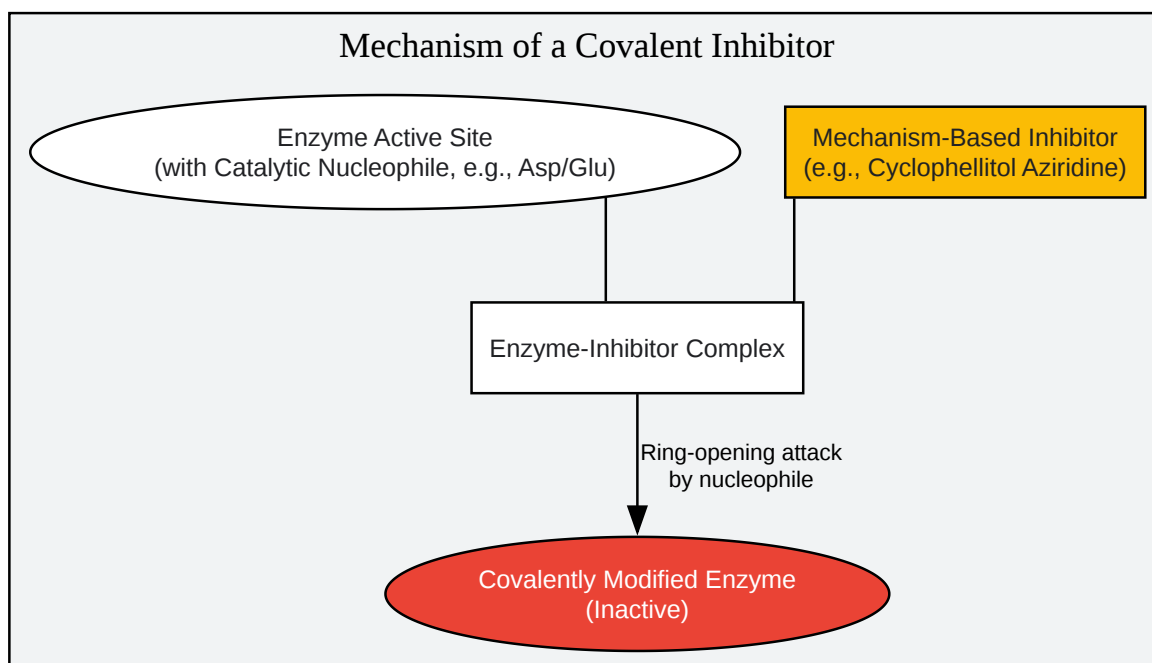 Mechanism of a Covalent Inhibitor
Enzyme Active Site
(with Catalytic Nucleophile, e.g., Asp/Glu)
Mechanism-Based Inhibitor
(e.g., Cyclophellitol Aziridine)
Enzyme-Inhibitor Complex
Ring-opening attack
by nucleophile
Covalently Modified Enzyme
(Inactive)